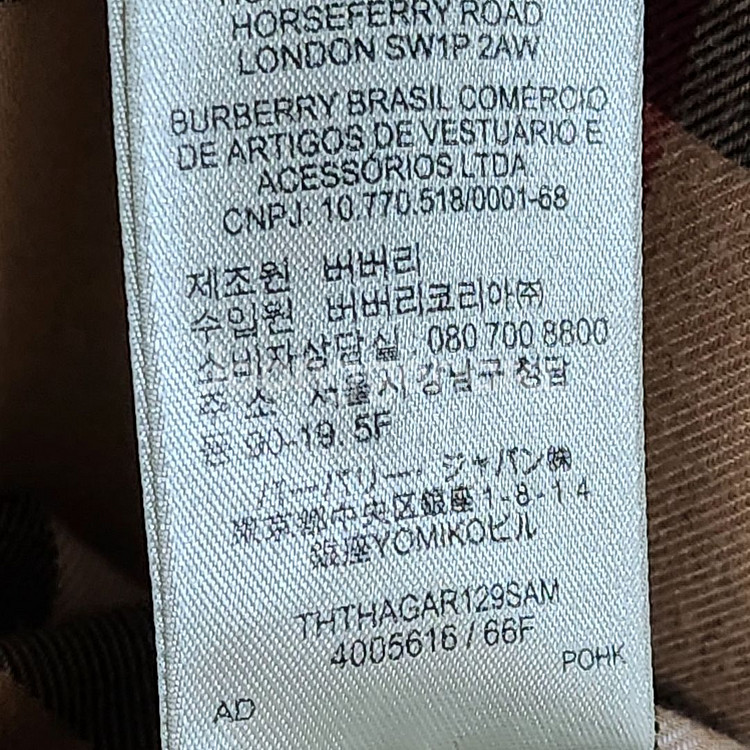 HORSEFERRY ROAD
LONDON SW1P 2AW
BURBERRY BRASIL COMÉRCIO
DE ARTIGOS DE VESTUÁRIO E
ACESSÓRIOS LTDA
CNPJ: 10.770.518/0001-68
제조원 버버리
수입원 버버리코리아㈜
소비자상담실 080 700 8800
주 소 서울시 강남구 청담
동 90-19. 5F
バーバリー・ジャパン㈱
東京都中央区銀座 1-8-14
銀座YOMIKOビル
THTHAGAR129SAM
4005616 / 66F
POHK
AD